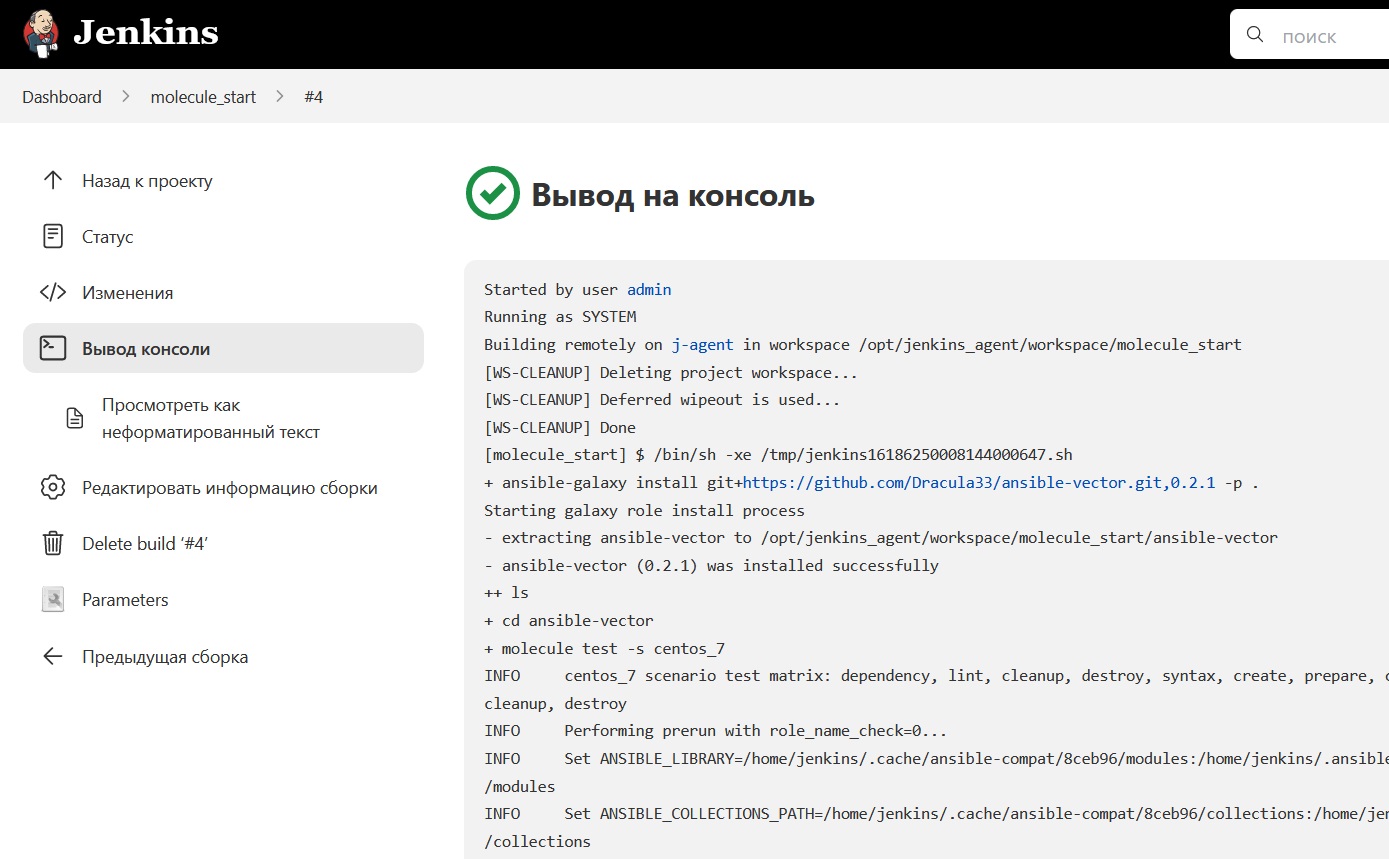 Jenkins
поиск
Dashboard > molecule_start > #4
Назад к проекту
Статус
Изменения
Вывод консоли
Просмотреть как
неформатированный текст
Редактировать информацию сборки
Delete build ‘#4’
Parameters
Предыдущая сборка
Вывод на консоль
Started by user admin
Running as SYSTEM
Building remotely on j-agent in workspace /opt/jenkins_agent/workspace/molecule_start
[WS-CLEANUP] Deleting project workspace...
[WS-CLEANUP] Deferred wipeout is used...
[WS-CLEANUP] Done
[molecule_start] $ /bin/sh -xe /tmp/jenkins16186250008144000647.sh
+ ansible-galaxy install git+https://github.com/Dracula33/ansible-vector.git,0.2.1 -p .
Starting galaxy role install process
- extracting ansible-vector to /opt/jenkins_agent/workspace/molecule_start/ansible-vector
- ansible-vector (0.2.1) was installed successfully
++ ls
+ cd ansible-vector
+ molecule test -s centos_7
INFO     centos_7 scenario test matrix: dependency, lint, cleanup, destroy, syntax, create, prepare,
cleanup, destroy
INFO     Performing prerun with role_name_check=0...
INFO     Set ANSIBLE_LIBRARY=/home/jenkins/.cache/ansible-compat/8ceb96/modules:/home/jenkins/.ansible
/modules
INFO     Set ANSIBLE_COLLECTIONS_PATH=/home/jenkins/.cache/ansible-compat/8ceb96/collections:/home/jen
/collections